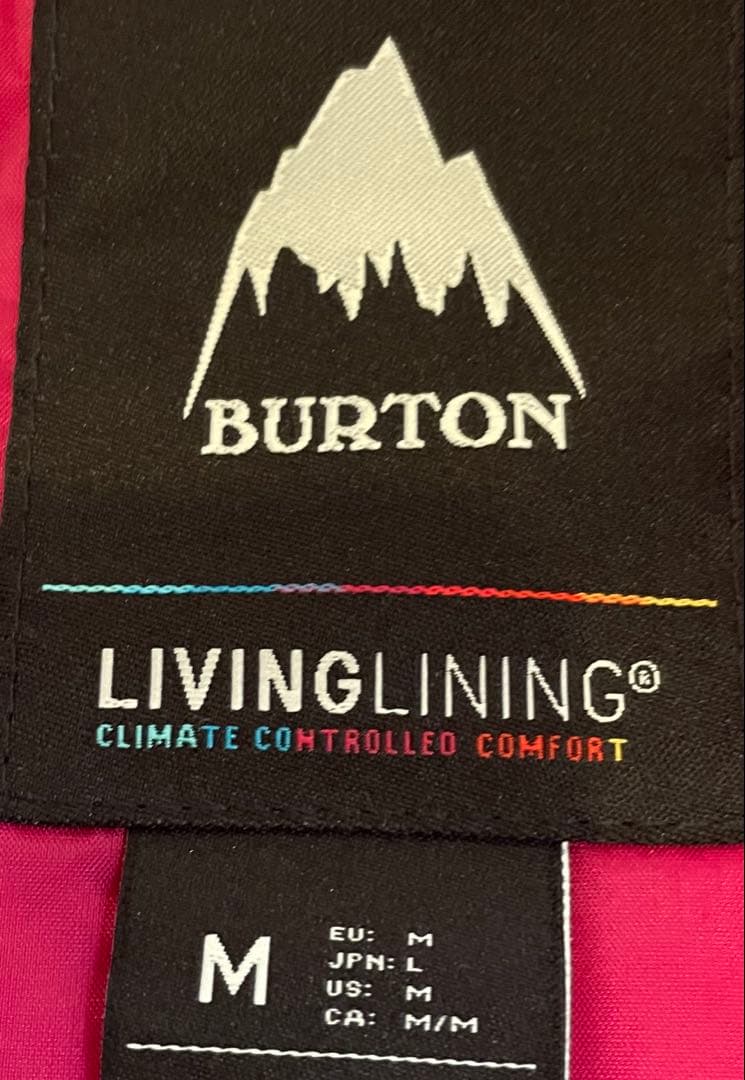 BURTON
LIVINGLINING®
CLIMATE CONTROLLED COMFORT
M
EU: M
JPN: L
US: M
CA: M/M